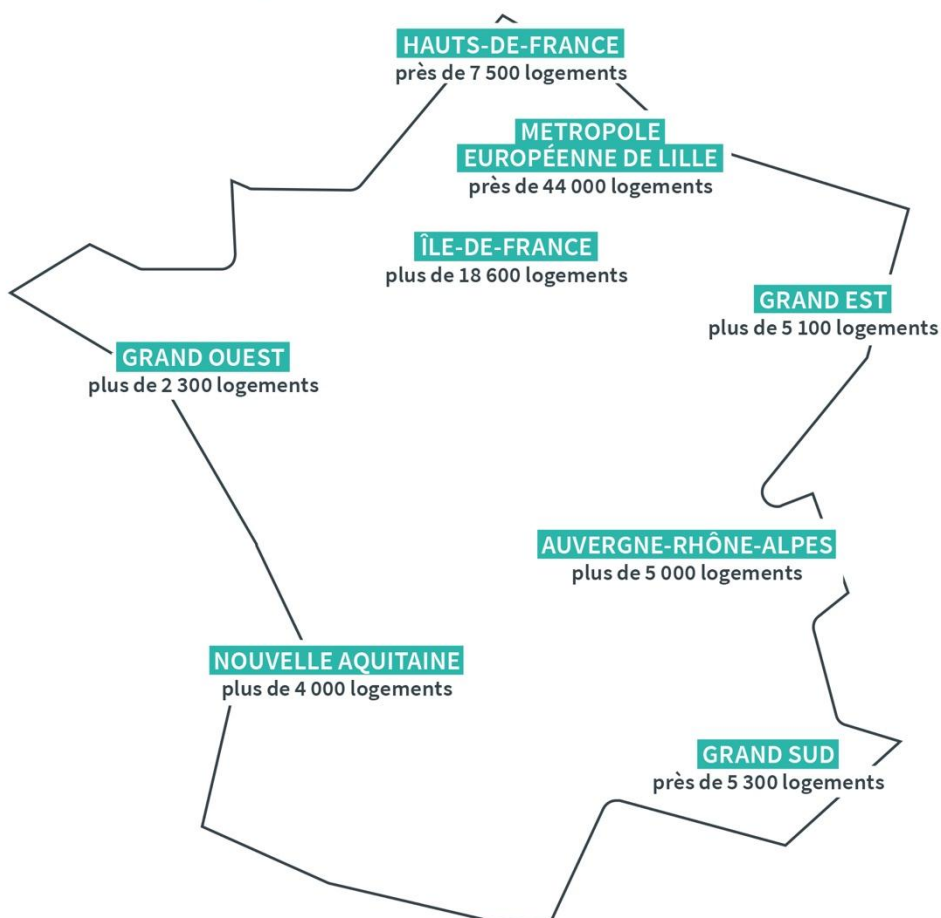 HAUTS-DE-FRANCE
près de 7 500 logements
METROPOLE
EUROPÉENNE DE LILLE
près de 44 000 logements
ÎLE-DE-FRANCE
plus de 18 600 logements
GRAND EST
plus de 5 100 logements
GRAND OUEST
plus de 2 300 logements
AUVERGNE-RHÔNE-ALPES
plus de 5 000 logements
NOUVELLE AQUITAINE
plus de 4 000 logements
GRAND SUD
près de 5 300 logements